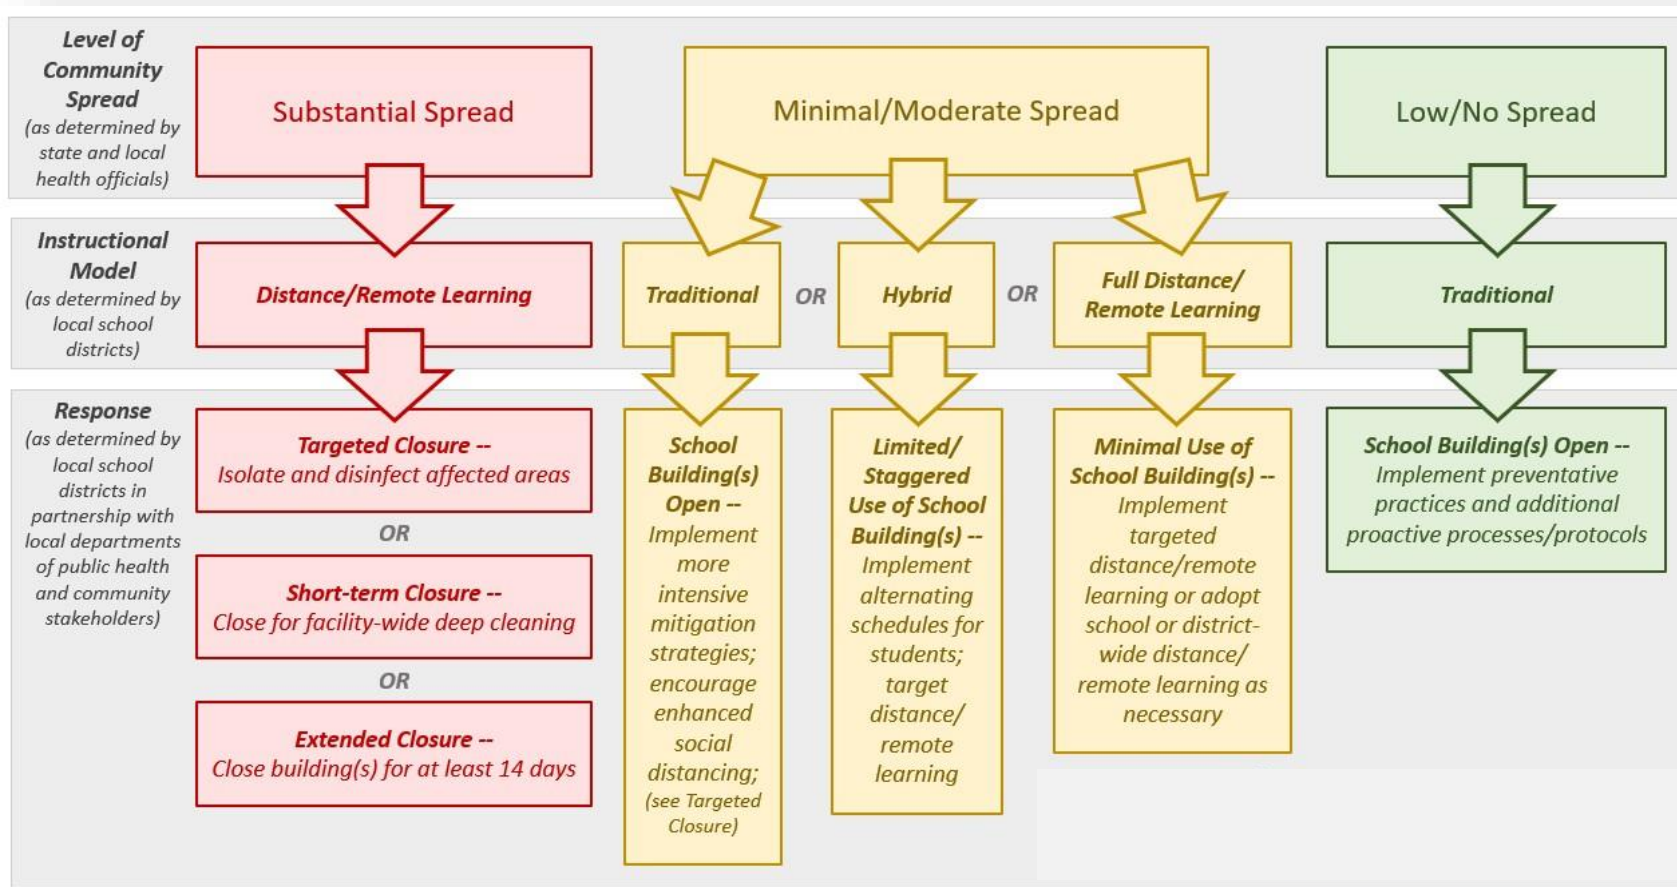 Level of
Community
Spread
(as determined by
state and local
health officials)
Substantial Spread
Minimal/Moderate Spread
Low/No Spread
Instructional
Model
(as determined by
local school
districts)
Distance/Remote Learning
Traditional
OR
Hybrid
OR
Full Distance/
Remote Learning
Traditional
Response
(as determined by
local school
districts in
partnership with
local departments
of public health
and community
stakeholders)
Targeted Closure --
Isolate and disinfect affected areas
OR
Short-term Closure --
Close for facility-wide deep cleaning
OR
Extended Closure --
Close building(s) for at least 14 days
School
Building(s)
Open --
Implement
more
intensive
mitigation
strategies;
encourage
enhanced
social
distancing;
(see Targeted
Closure)
Limited/
Staggered
Use of School
Building(s) --
Implement
alternating
schedules for
students;
target
distance/
remote
learning
Minimal Use of
School Building(s) --
Implement
targeted
distance/remote
learning or adopt
school or district-
wide distance/
remote learning as
necessary
School Building(s) Open --
Implement preventative
practices and additional
proactive processes/protocols